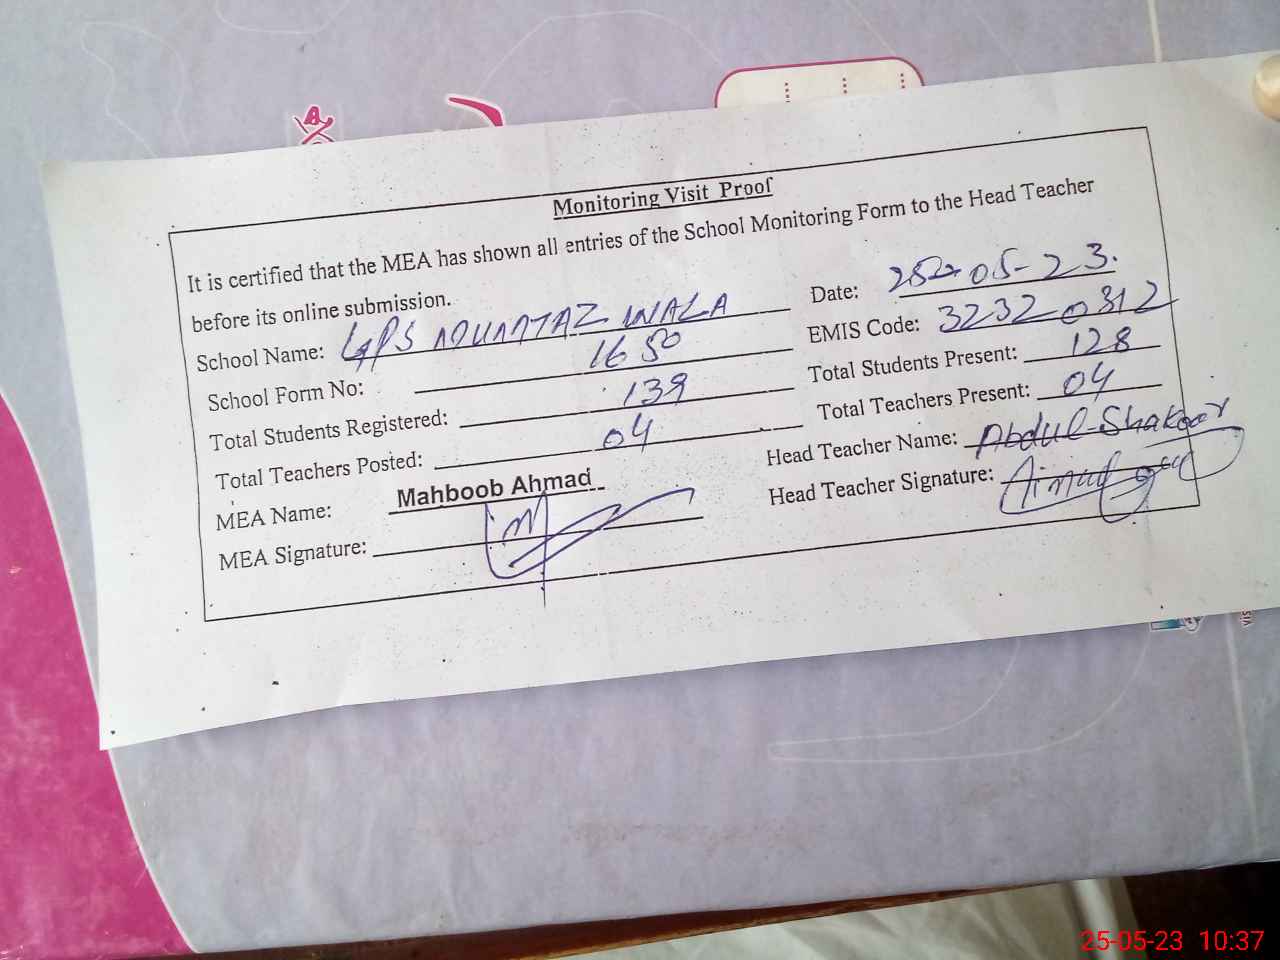 Monitoring Visit Proof
It is certified that the MEA has shown all entries of the School Monitoring Form to the Head Teacher
before its online submission.
Date: 25-05-23.
School Name: GPS MUMTAZ WALA
EMIS Code: 32320312
School Form No: 1650
Total Students Present: 128
Total Students Registered: 139
Total Teachers Present: 04
Total Teachers Posted: 04
Head Teacher Name: Abdul-Shakoor
MEA Name: Mahboob Ahmad
Head Teacher Signature:
MEA Signature:
25-05-23 10:37